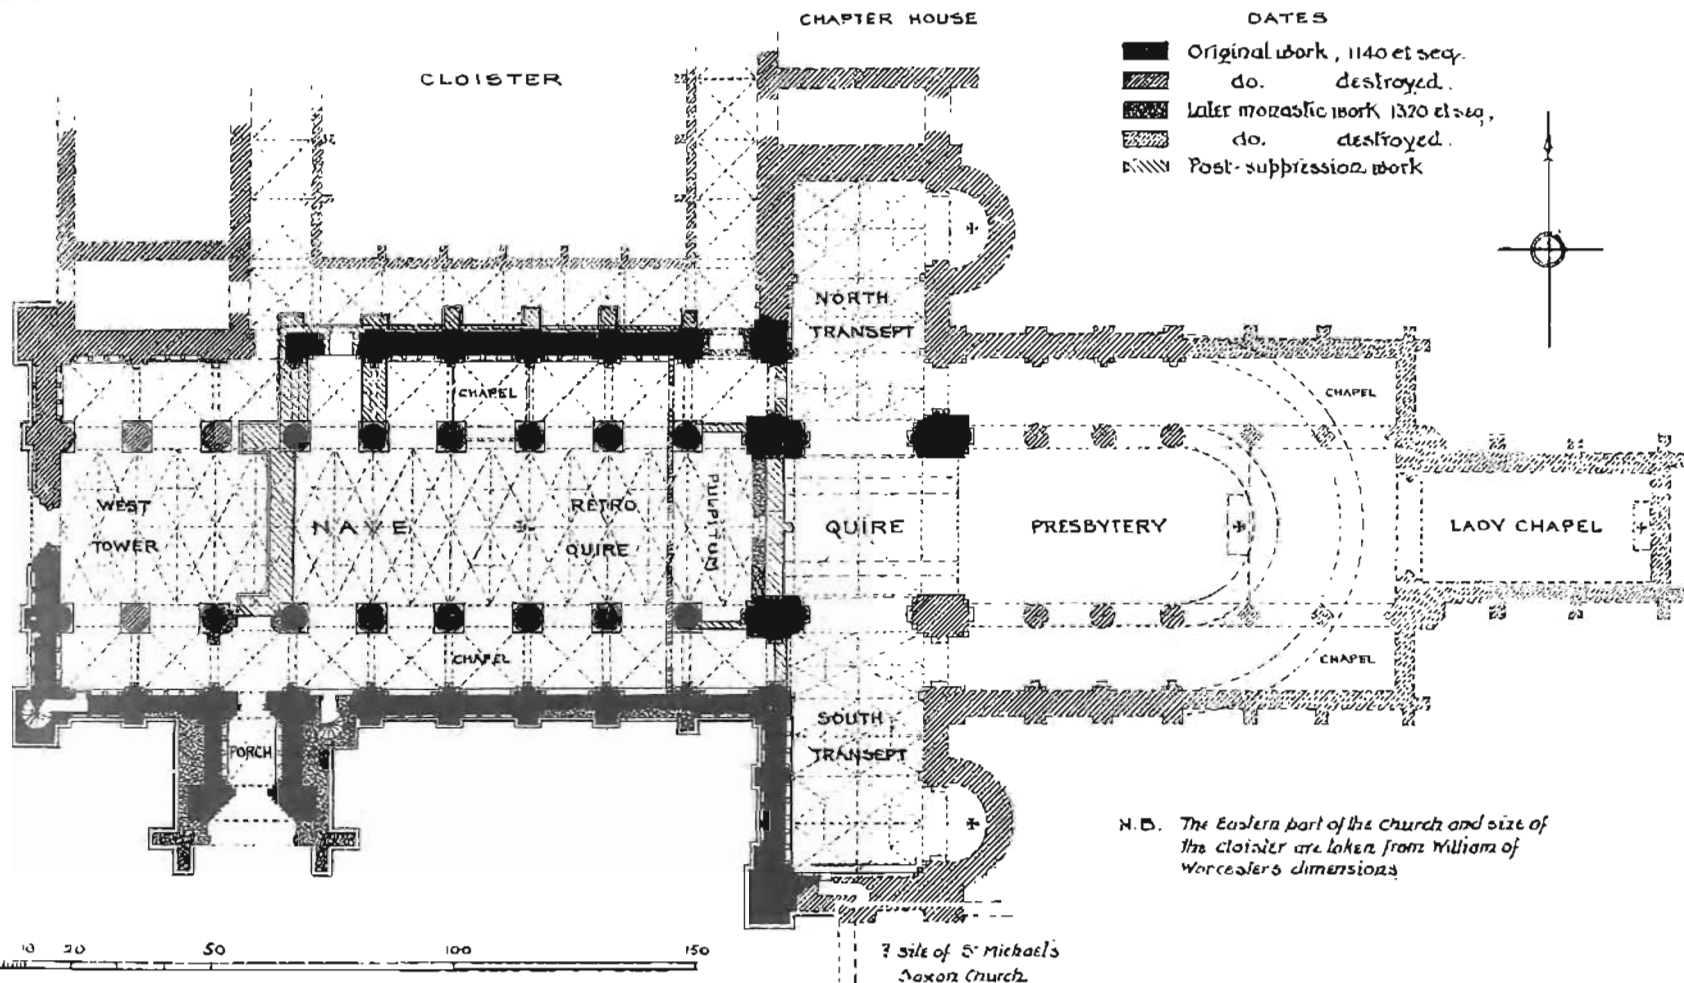 CHAPTER HOUSE
DATES
Original work, 1140 et seq.
do. destroyed.
Later monastic work 1320 et seq,
do. destroyed.
Post-suppression work
CLOISTER
NORTH
TRANSEPT
CHAPEL
CHAPEL
WEST
TOWER
NAVE
RETRO
QUIRE
PULPITUM
QUIRE
PRESBYTERY
LADY CHAPEL
CHAPEL
CHAPEL
SOUTH
TRANSEPT
PORCH
N.B. The Eastern part of the Church and size of
the cloister are taken from William of
Worcesters dimensions
10 20 50 100 150
? site of St Michael's
Saxon Church